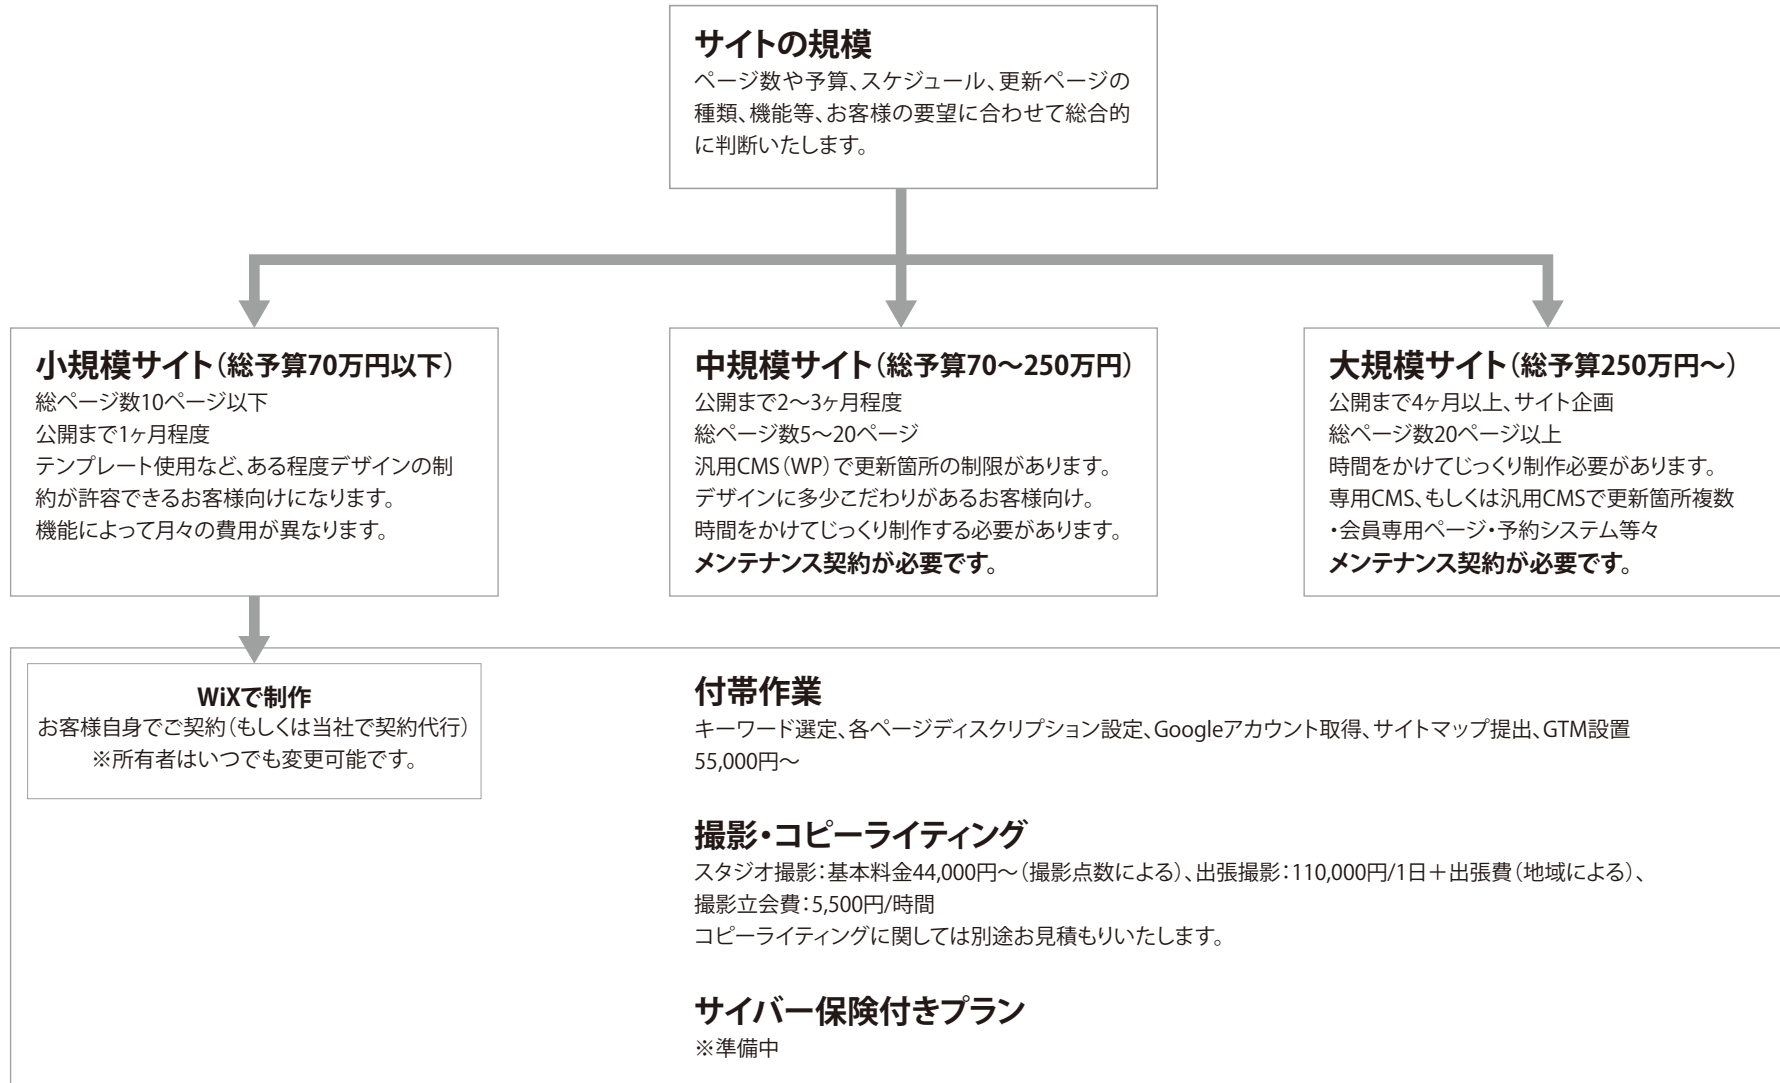 サイトの規模
ページ数や予算、スケジュール、更新ページの
種類、機能等、お客様の要望に合わせて総合的
に判断いたします。
小規模サイト（総予算70万円以下）
総ページ数10ページ以下
公開まで1ヶ月程度
テンプレート使用など、ある程度デザインの制
約が許容できるお客様向けになります。
機能によって月々の費用が異なります。
中規模サイト（総予算70～250万円）
公開まで2～3ヶ月程度
総ページ数5～20ページ
汎用CMS（WP）で更新箇所の制限があります。
デザインに多少こだわりがあるお客様向け。
時間をかけてじっくり制作する必要があります。
メンテナンス契約が必要です。
大規模サイト（総予算250万円～）
公開まで4ヶ月以上、サイト企画
総ページ数20ページ以上
時間をかけてじっくり制作必要があります。
専用CMS、もしくは汎用CMSで更新箇所複数
・会員専用ページ・予約システム等々
メンテナンス契約が必要です。
WiXで制作
お客様自身でご契約（もしくは当社で契約代行）
※所有者はいつでも変更可能です。
付帯作業
キーワード選定、各ページディスクリプション設定、Googleアカウント取得、サイトマップ提出、GTM設置
55,000円～
撮影・コピーライティング
スタジオ撮影：基本料金44,000円～（撮影点数による）、出張撮影：110,000円/1日＋出張費（地域による）、
撮影立会費：5,500円/時間
コピーライティングに関しては別途お見積もりいたします。
サイバー保険付きプラン
※準備中